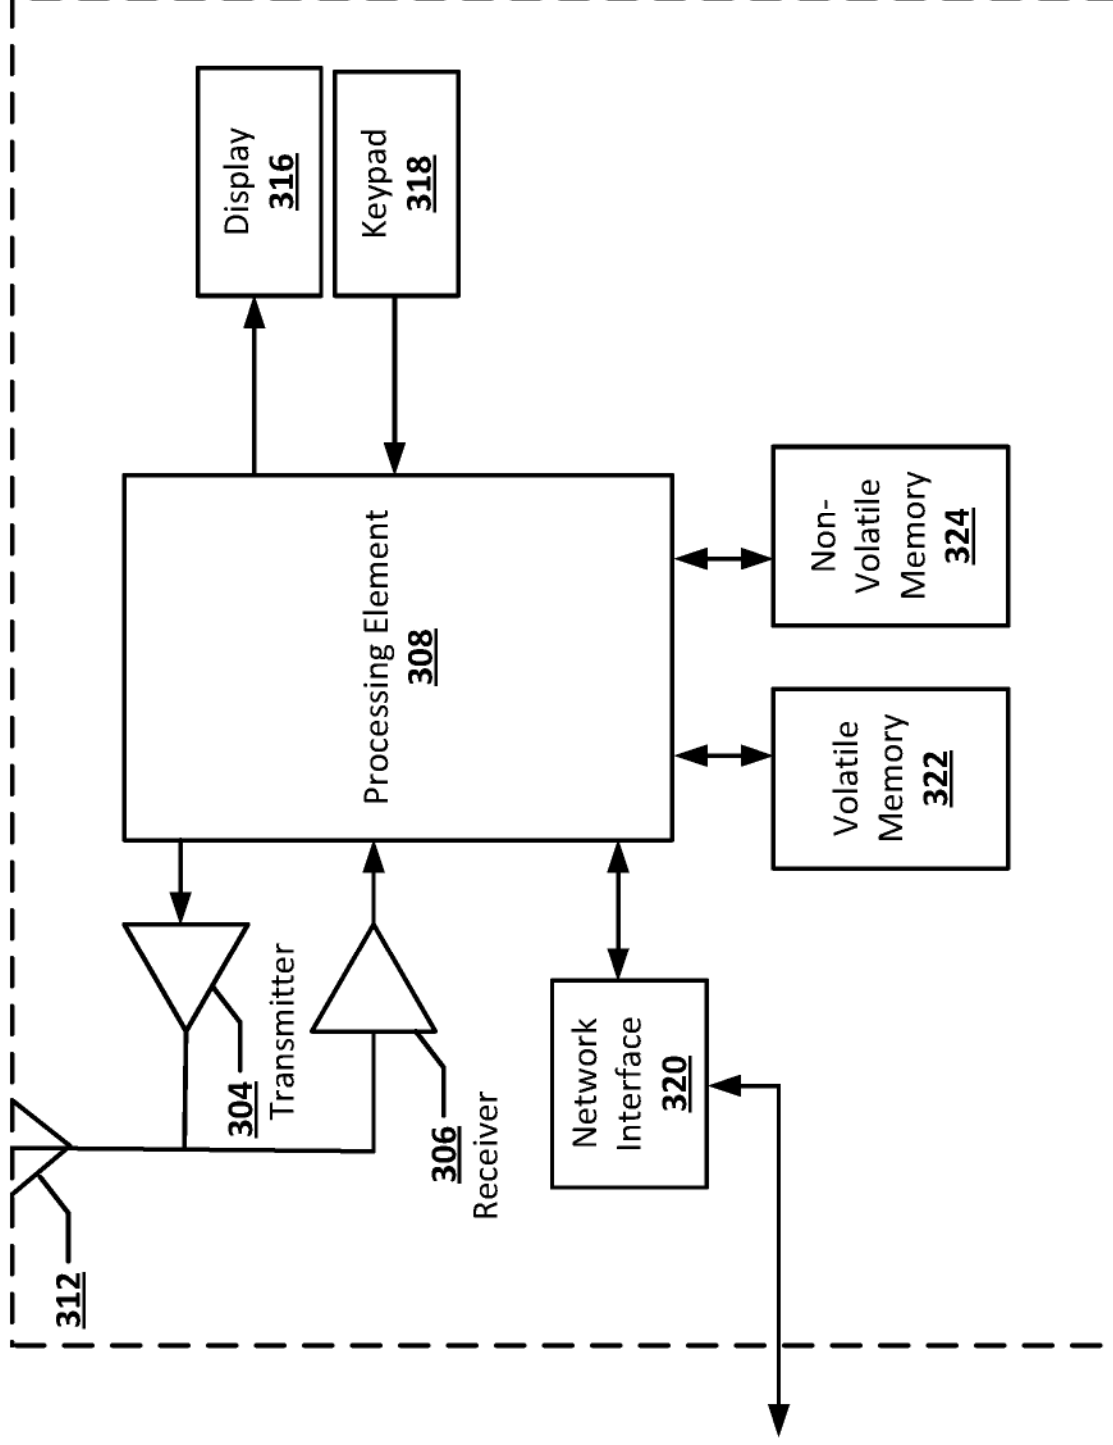 312
304
Transmitter
306
Receiver
Network
Interface
320
Processing Element
308
Volatile
Memory
322
Non-
Volatile
Memory
324
Display
316
Keypad
318